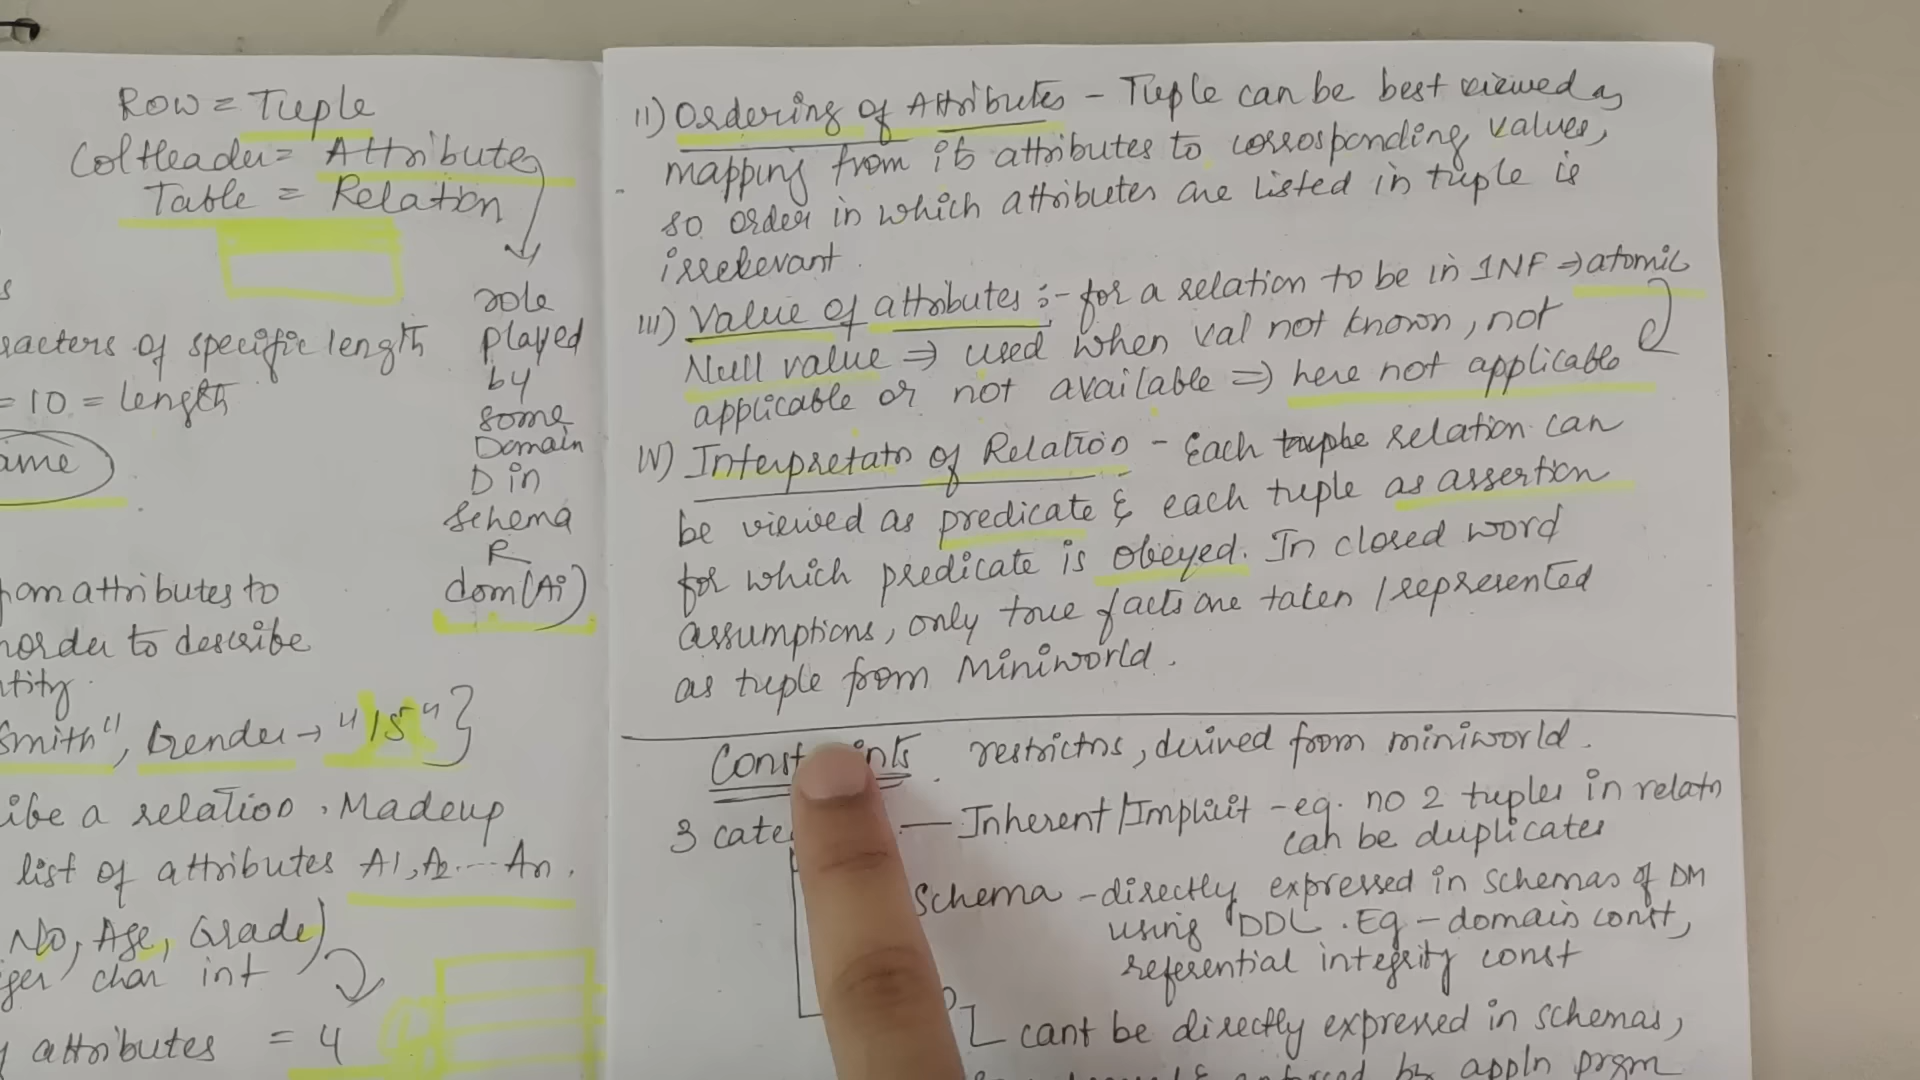 Row = Tuple
Col Header = Attribute
Table = Relation
s
role
played
by
some
Domain
D in
Schema
R
dom(Ai)
racters of specific length
= 10 = length
ame
om attributes to
order to describe
tity.
Smith", Gender → "15"}
ibe a relation. Madeup
list of attributes A1, A2 ... An.
No, Age, Grade)
ger char int
attributes = 4
II) Ordering of Attributes - Tuple can be best viewed as
mapping from its attributes to corrosponding values,
so order in which attributes are listed in tuple is
irrelevant.
III) Value of attributes :- for a relation to be in 1NF ⇒ atomic
Null value ⇒ used when val not known, not
applicable or not available ⇒ here not applicable
IV) Interpretatn of Relation - Each relation can
be viewed as predicate & each tuple as assertion
for which predicate is obeyed. In closed word
assumptions, only true facts are taken / represented
as tuple from Miniworld.
Const nts. restrictns, derived from miniworld.
3 cate — Inherent/Implicit - eg. no 2 tuples in relatn
can be duplicates
Schema - directly expressed in schemas of DM
using DDL. Eg - domain const,
referential integrity const
cant be directly expressed in schemas,
by appln prgm